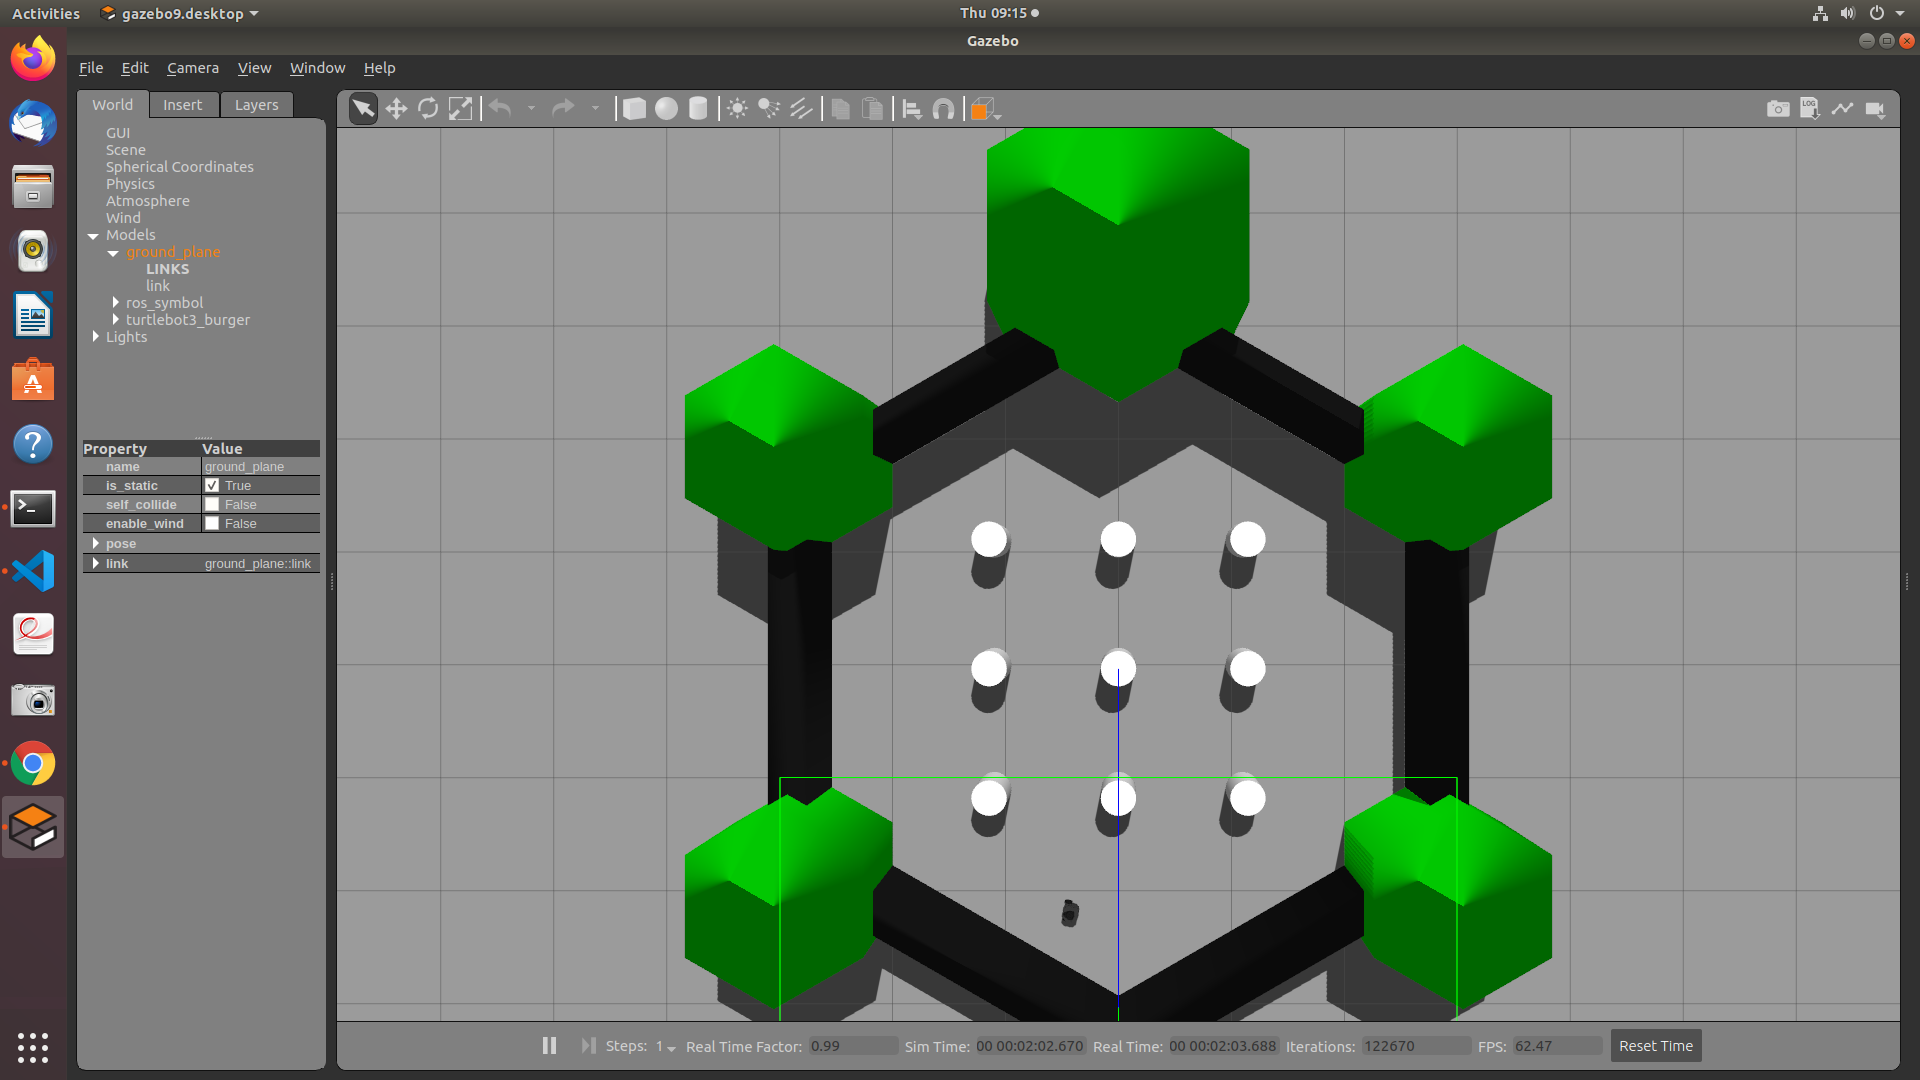 Activities gazebo9.desktop Thu 09:15
Gazebo
File Edit Camera View Window Help
World Insert Layers
GUI
Scene
Spherical Coordinates
Physics
Atmosphere
Wind
Models
ground_plane
LINKS
link
ros_symbol
turtlebot3_burger
Lights
Property Value
name ground_plane
is_static True
self_collide False
enable_wind False
pose
link ground_plane::link
LOG
Steps: 1 Real Time Factor: 0.99 Sim Time: 00 00:02:02.670 Real Time: 00 00:02:03.688 Iterations: 122670 FPS: 62.47 Reset Time